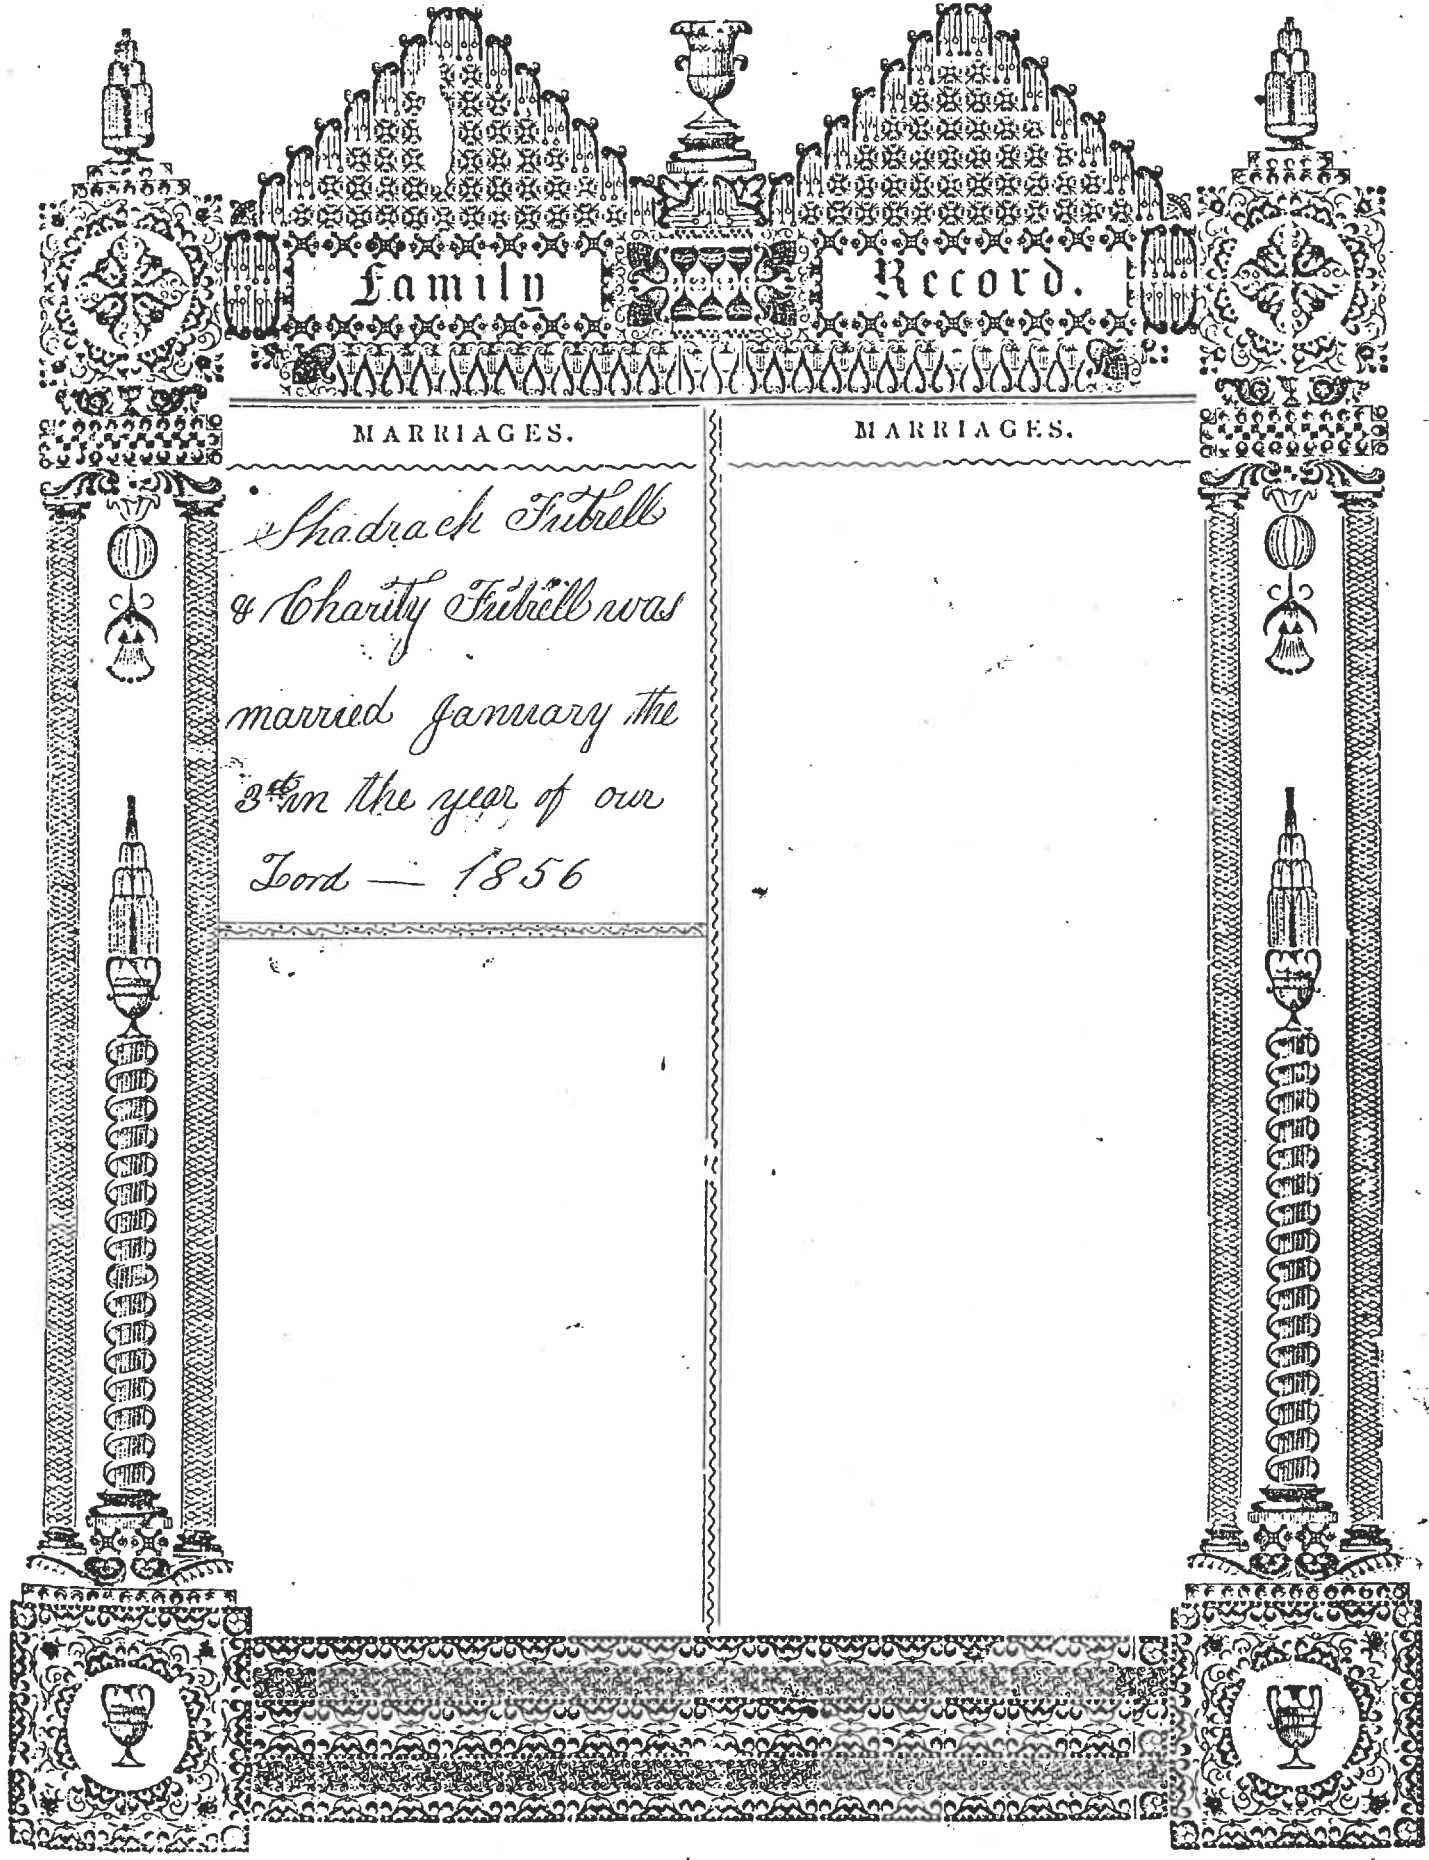 Family Record.
MARRIAGES.
Shadrack Futrell
& Charity Futrell was
married January the
3rd in the year of our
Lord — 1856
MARRIAGES.